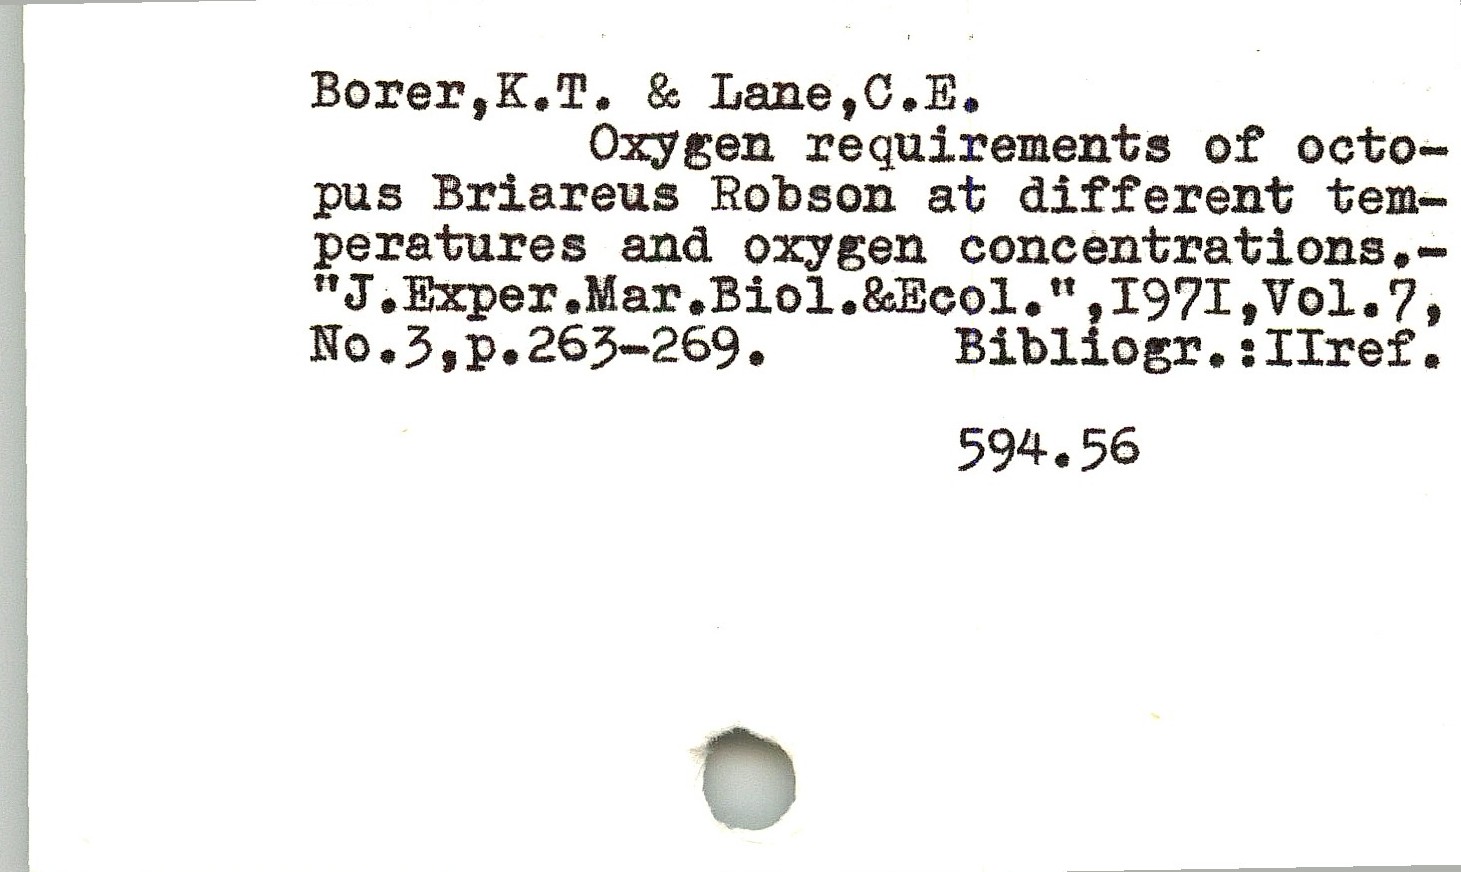 Borer,K.T. & Lane,C.E.
Oxygen requirements of octo-
pus Briareus Robson at different tem-
peratures and oxygen concentrations.-
"J.Exper.Mar.Biol.&Ecol.",I97I,Vol.7,
No.3,p.263-269. Bibliogr.:IIref.
594.56